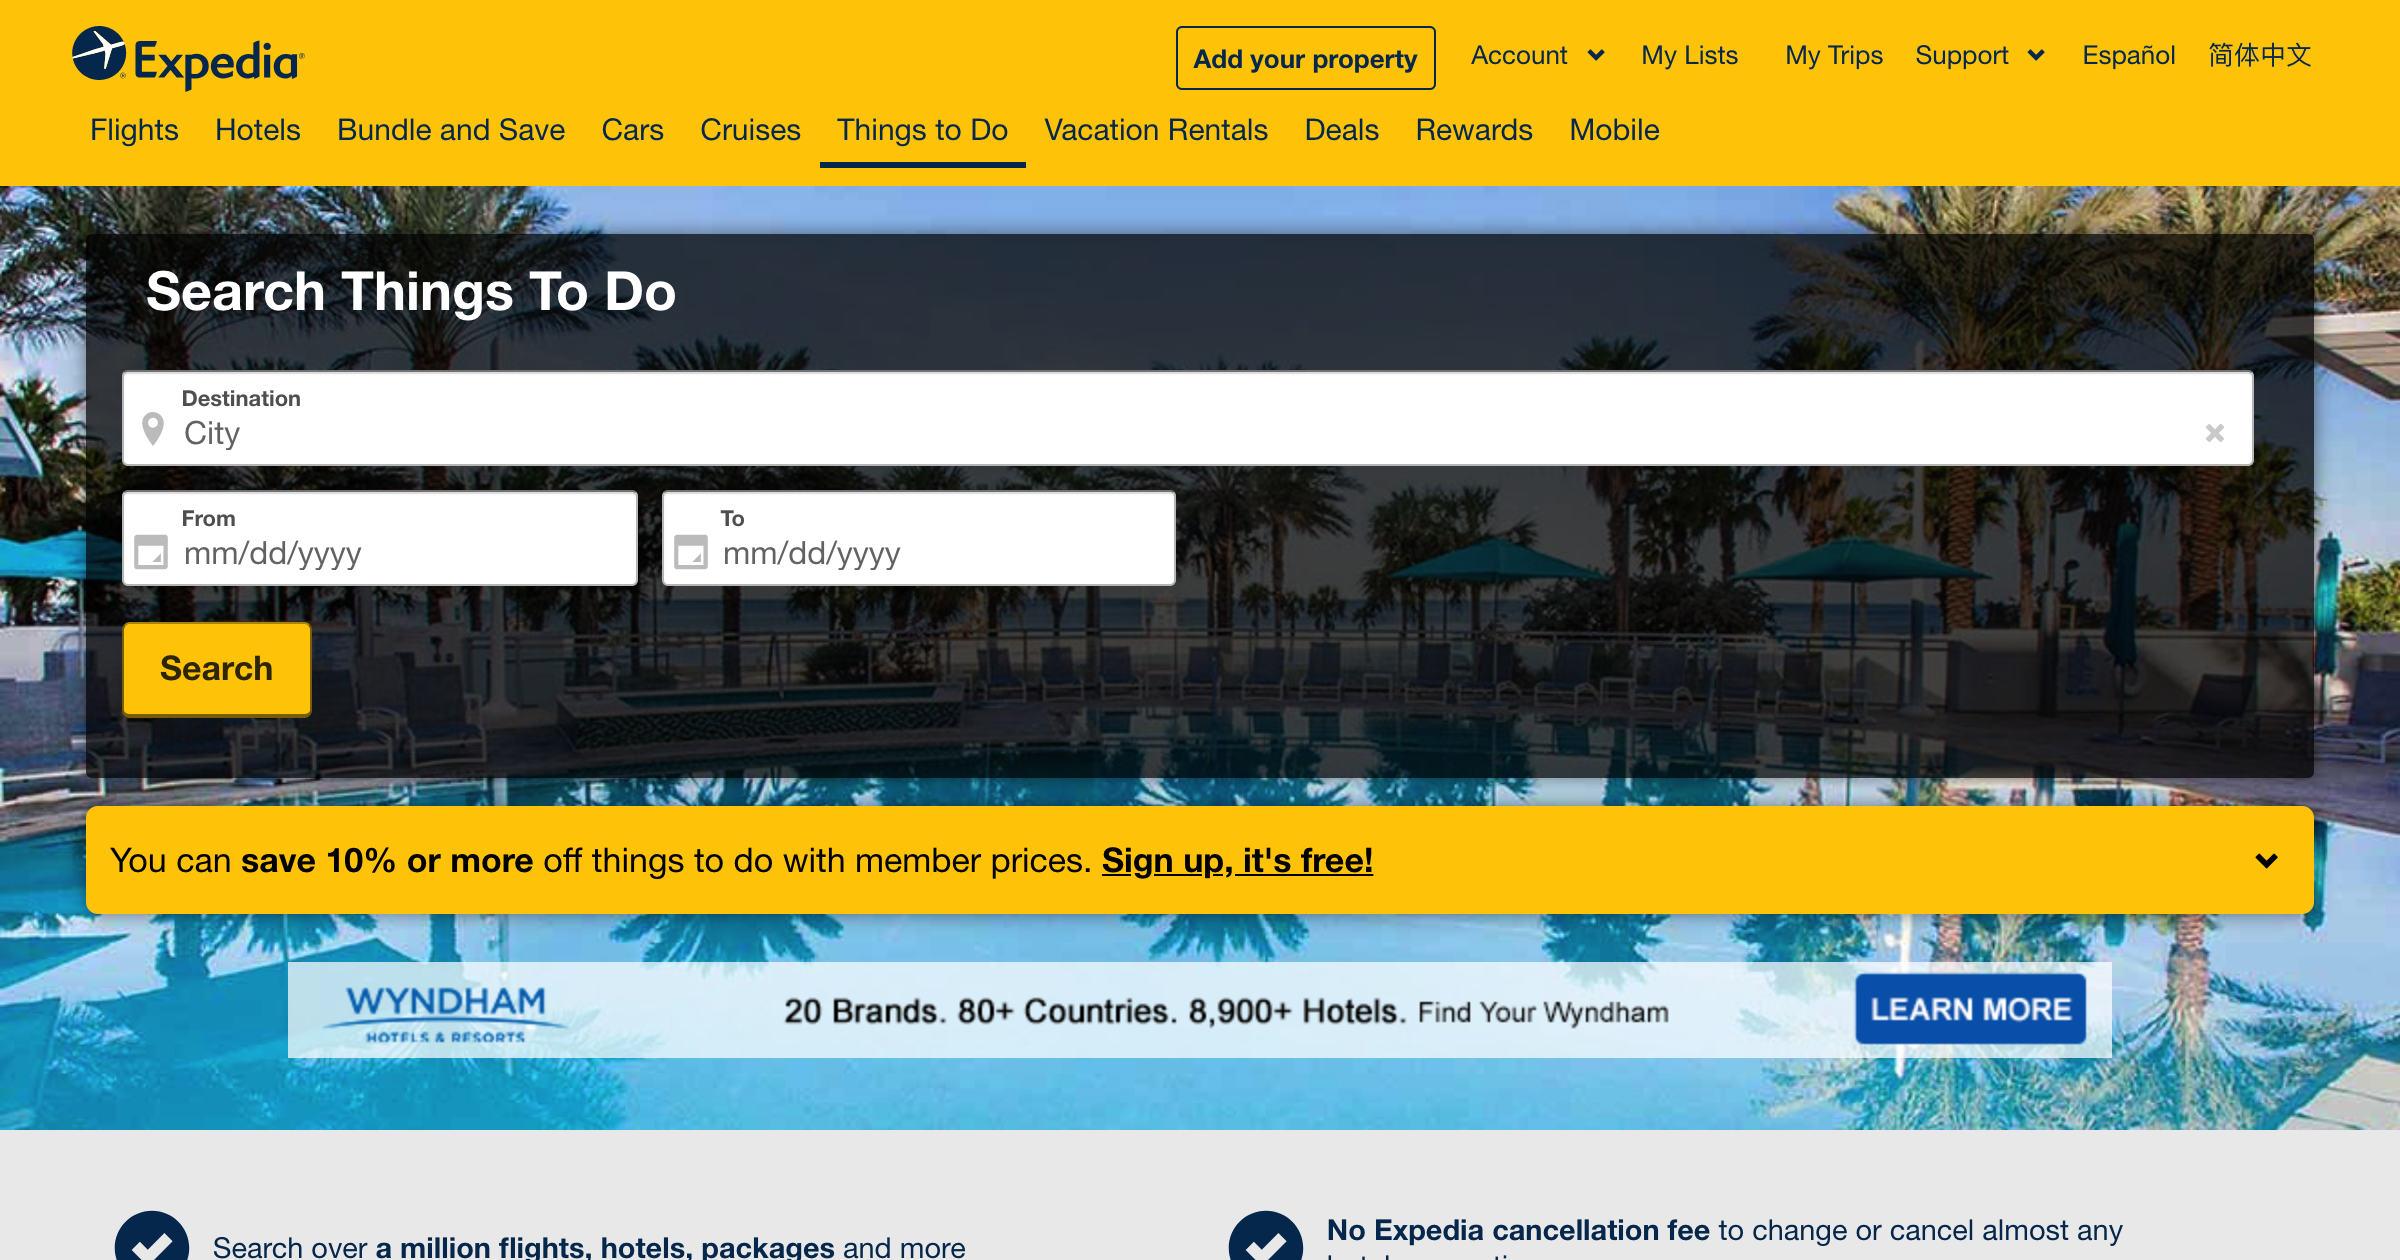 Expedia
Add your property
Account
My Lists
My Trips
Support
Español
简体中文
Flights
Hotels
Bundle and Save
Cars
Cruises
Things to Do
Vacation Rentals
Deals
Rewards
Mobile
Search Things To Do
Destination
City
From
mm/dd/yyyy
To
mm/dd/yyyy
Search
You can save 10% or more off things to do with member prices. Sign up, it's free!
WYNDHAM
HOTELS & RESORTS
20 Brands. 80+ Countries. 8,900+ Hotels. Find Your Wyndham
LEARN MORE
Search over a million flights, hotels, packages and more
No Expedia cancellation fee to change or cancel almost any